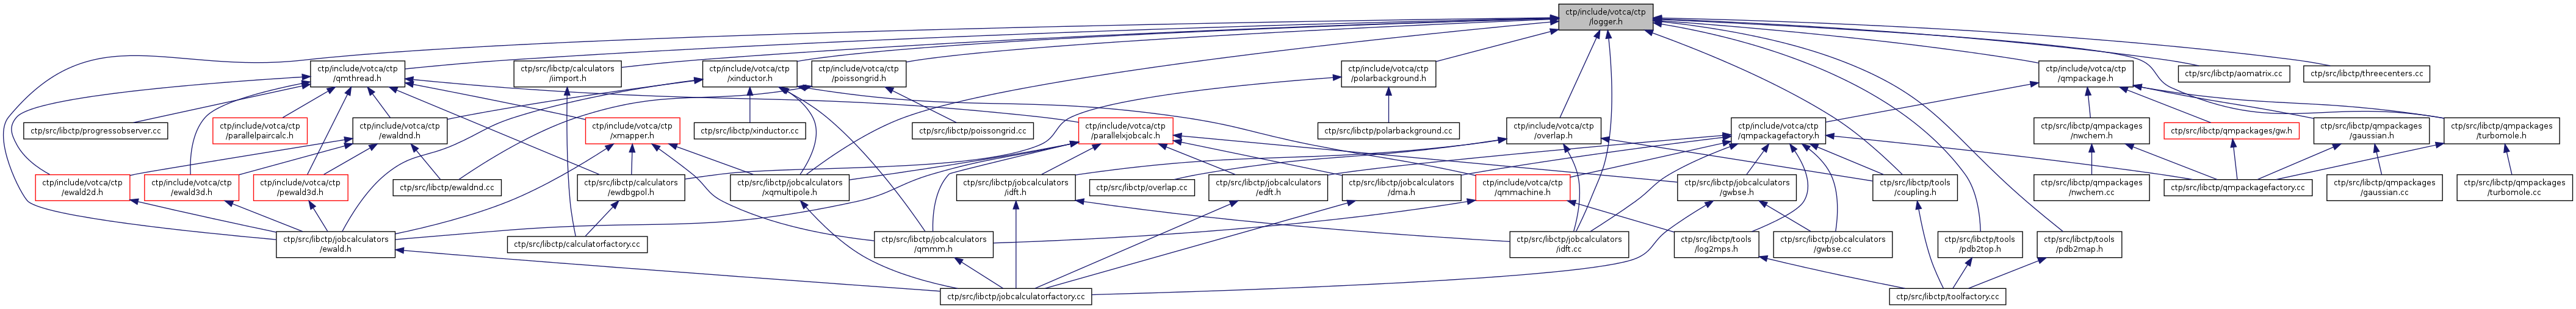 ctp/include/votca/ctp
/logger.h
ctp/include/votca/ctp
/qmthread.h
ctp/src/libctp/calculators
/iimport.h
ctp/include/votca/ctp
/xinductor.h
ctp/include/votca/ctp
/poissongrid.h
ctp/include/votca/ctp
/polarbackground.h
ctp/include/votca/ctp
/qmpackage.h
ctp/src/libctp/aomatrix.cc
ctp/src/libctp/threecenters.cc
ctp/src/libctp/progressobserver.cc
ctp/include/votca/ctp
/parallelpaircalc.h
ctp/include/votca/ctp
/ewaldnd.h
ctp/include/votca/ctp
/xmapper.h
ctp/src/libctp/xinductor.cc
ctp/src/libctp/poissongrid.cc
ctp/include/votca/ctp
/parallelxjobcalc.h
ctp/src/libctp/polarbackground.cc
ctp/include/votca/ctp
/overlap.h
ctp/include/votca/ctp
/qmpackagefactory.h
ctp/src/libctp/qmpackages
/nwchem.h
ctp/src/libctp/qmpackages/gw.h
ctp/src/libctp/qmpackages
/gaussian.h
ctp/src/libctp/qmpackages
/turbomole.h
ctp/include/votca/ctp
/ewald2d.h
ctp/include/votca/ctp
/ewald3d.h
ctp/include/votca/ctp
/pewald3d.h
ctp/src/libctp/ewaldnd.cc
ctp/src/libctp/calculators
/ewdbgpol.h
ctp/src/libctp/jobcalculators
/xqmultipole.h
ctp/src/libctp/jobcalculators
/idft.h
ctp/src/libctp/overlap.cc
ctp/src/libctp/jobcalculators
/edft.h
ctp/src/libctp/jobcalculators
/dma.h
ctp/include/votca/ctp
/qmmachine.h
ctp/src/libctp/jobcalculators
/gwbse.h
ctp/src/libctp/tools
/coupling.h
ctp/src/libctp/qmpackages
/nwchem.cc
ctp/src/libctp/qmpackagefactory.cc
ctp/src/libctp/qmpackages
/gaussian.cc
ctp/src/libctp/qmpackages
/turbomole.cc
ctp/src/libctp/jobcalculators
/ewald.h
ctp/src/libctp/calculatorfactory.cc
ctp/src/libctp/jobcalculators
/qmmm.h
ctp/src/libctp/jobcalculators
/idft.cc
ctp/src/libctp/tools
/log2mps.h
ctp/src/libctp/jobcalculators
/gwbse.cc
ctp/src/libctp/tools
/pdb2top.h
ctp/src/libctp/tools
/pdb2map.h
ctp/src/libctp/jobcalculatorfactory.cc
ctp/src/libctp/toolfactory.cc